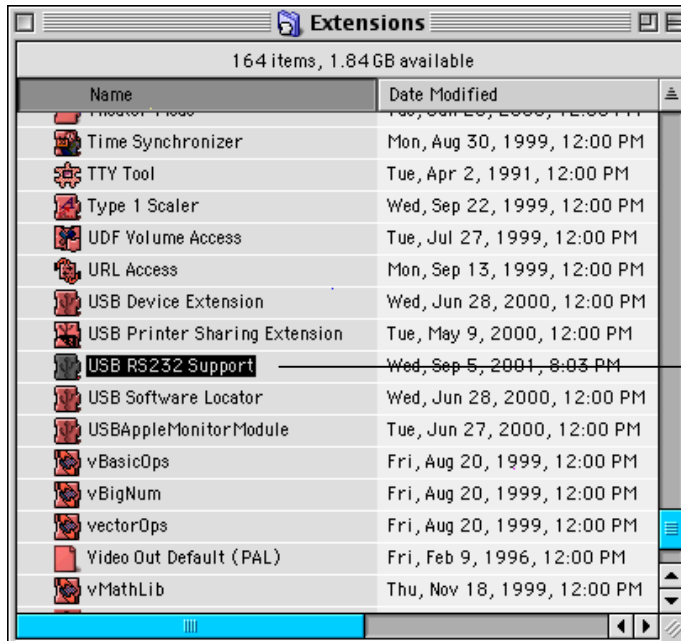 Extensions
164 items, 1.84 GB available
Name Date Modified
Time Synchronizer Mon, Aug 30, 1999, 12:00 PM
TTY Tool Tue, Apr 2, 1991, 12:00 PM
Type 1 Scaler Wed, Sep 22, 1999, 12:00 PM
UDF Volume Access Tue, Jul 27, 1999, 12:00 PM
URL Access Mon, Sep 13, 1999, 12:00 PM
USB Device Extension Wed, Jun 28, 2000, 12:00 PM
USB Printer Sharing Extension Tue, May 9, 2000, 12:00 PM
USB RS232 Support Wed, Sep 5, 2001, 8:03 PM
USB Software Locator Wed, Jun 28, 2000, 12:00 PM
USBAppleMonitorModule Tue, Jun 27, 2000, 12:00 PM
vBasicOps Fri, Aug 20, 1999, 12:00 PM
vBigNum Fri, Aug 20, 1999, 12:00 PM
vectorOps Fri, Aug 20, 1999, 12:00 PM
Video Out Default (PAL) Fri, Feb 9, 1996, 12:00 PM
vMathLib Thu, Nov 18, 1999, 12:00 PM